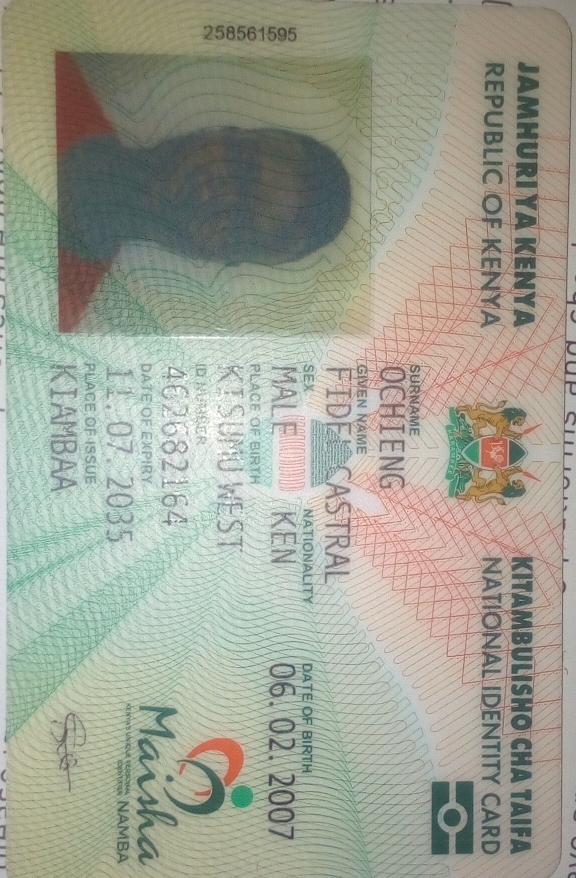 JAMHURI YA KENYA
REPUBLIC OF KENYA
KITAMBULISHO CHA TAIFA
NATIONAL IDENTITY CARD
258561595
SURNAME
OCHIENG
GIVEN NAME
FIDEL CASTRAL
SEX
NATIONALITY
DATE OF BIRTH
MALE
KEN
06. 02. 2007
PLACE OF BIRTH
KISUMU WEST
ID NUMBER
462682164
DATE OF EXPIRY
11. 07. 2035
PLACE OF ISSUE
KIAMBAA
Maisha
NAMBA